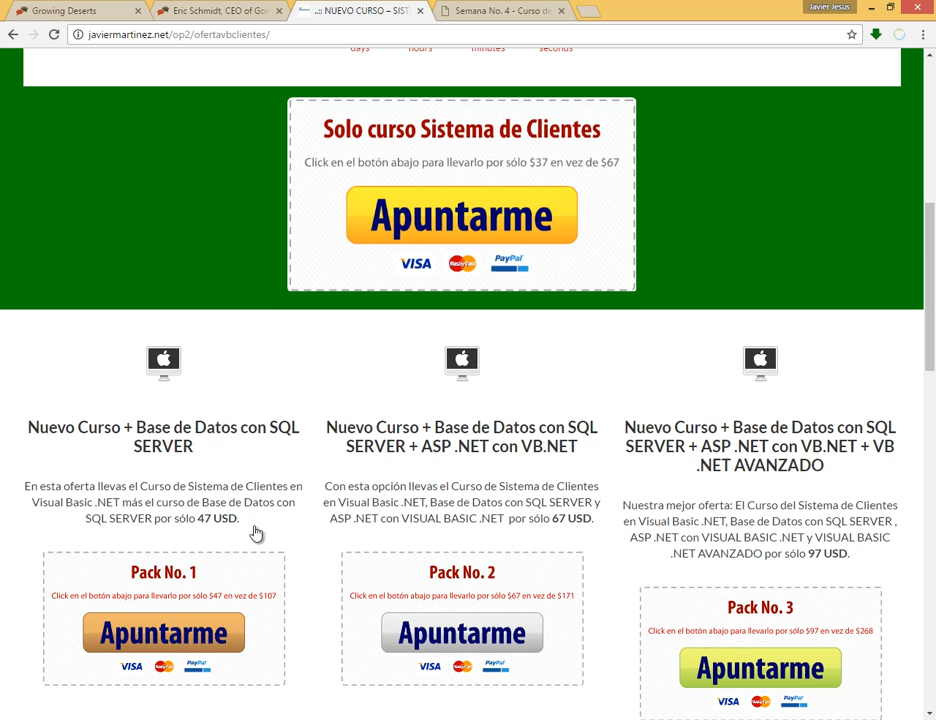 Growing Deserts
Eric Schmidt, CEO of Goo
..:: NUEVO CURSO – SIST
Semana No. 4 - Curso de
Javier Jesus
javiermartinez.net/op2/ofertavbclientes/
days hours minutes seconds
Solo curso Sistema de Clientes
Click en el botón abajo para llevarlo por sólo $37 en vez de $67
Apuntarme
VISA MasterCard PayPal
Nuevo Curso + Base de Datos con SQL
SERVER
En esta oferta llevas el Curso de Sistema de Clientes en
Visual Basic .NET más el curso de Base de Datos con
SQL SERVER por sólo 47 USD.
Pack No. 1
Click en el botón abajo para llevarlo por sólo $47 en vez de $107
Apuntarme
VISA MasterCard PayPal
Nuevo Curso + Base de Datos con SQL
SERVER + ASP .NET con VB.NET
Con esta opción llevas el Curso de Sistema de Clientes
en Visual Basic .NET, Base de Datos con SQL SERVER y
ASP .NET con VISUAL BASIC .NET por sólo 67 USD.
Pack No. 2
Click en el botón abajo para llevarlo por sólo $67 en vez de $171
Apuntarme
VISA MasterCard PayPal
Nuevo Curso + Base de Datos con SQL
SERVER + ASP .NET con VB.NET + VB
.NET AVANZADO
Nuestra mejor oferta: El Curso del Sistema de Clientes
en Visual Basic .NET, Base de Datos con SQL SERVER ,
ASP .NET con VISUAL BASIC .NET y VISUAL BASIC
.NET AVANZADO por sólo 97 USD.
Pack No. 3
Click en el botón abajo para llevarlo por sólo $97 en vez de $268
Apuntarme
VISA MasterCard PayPal